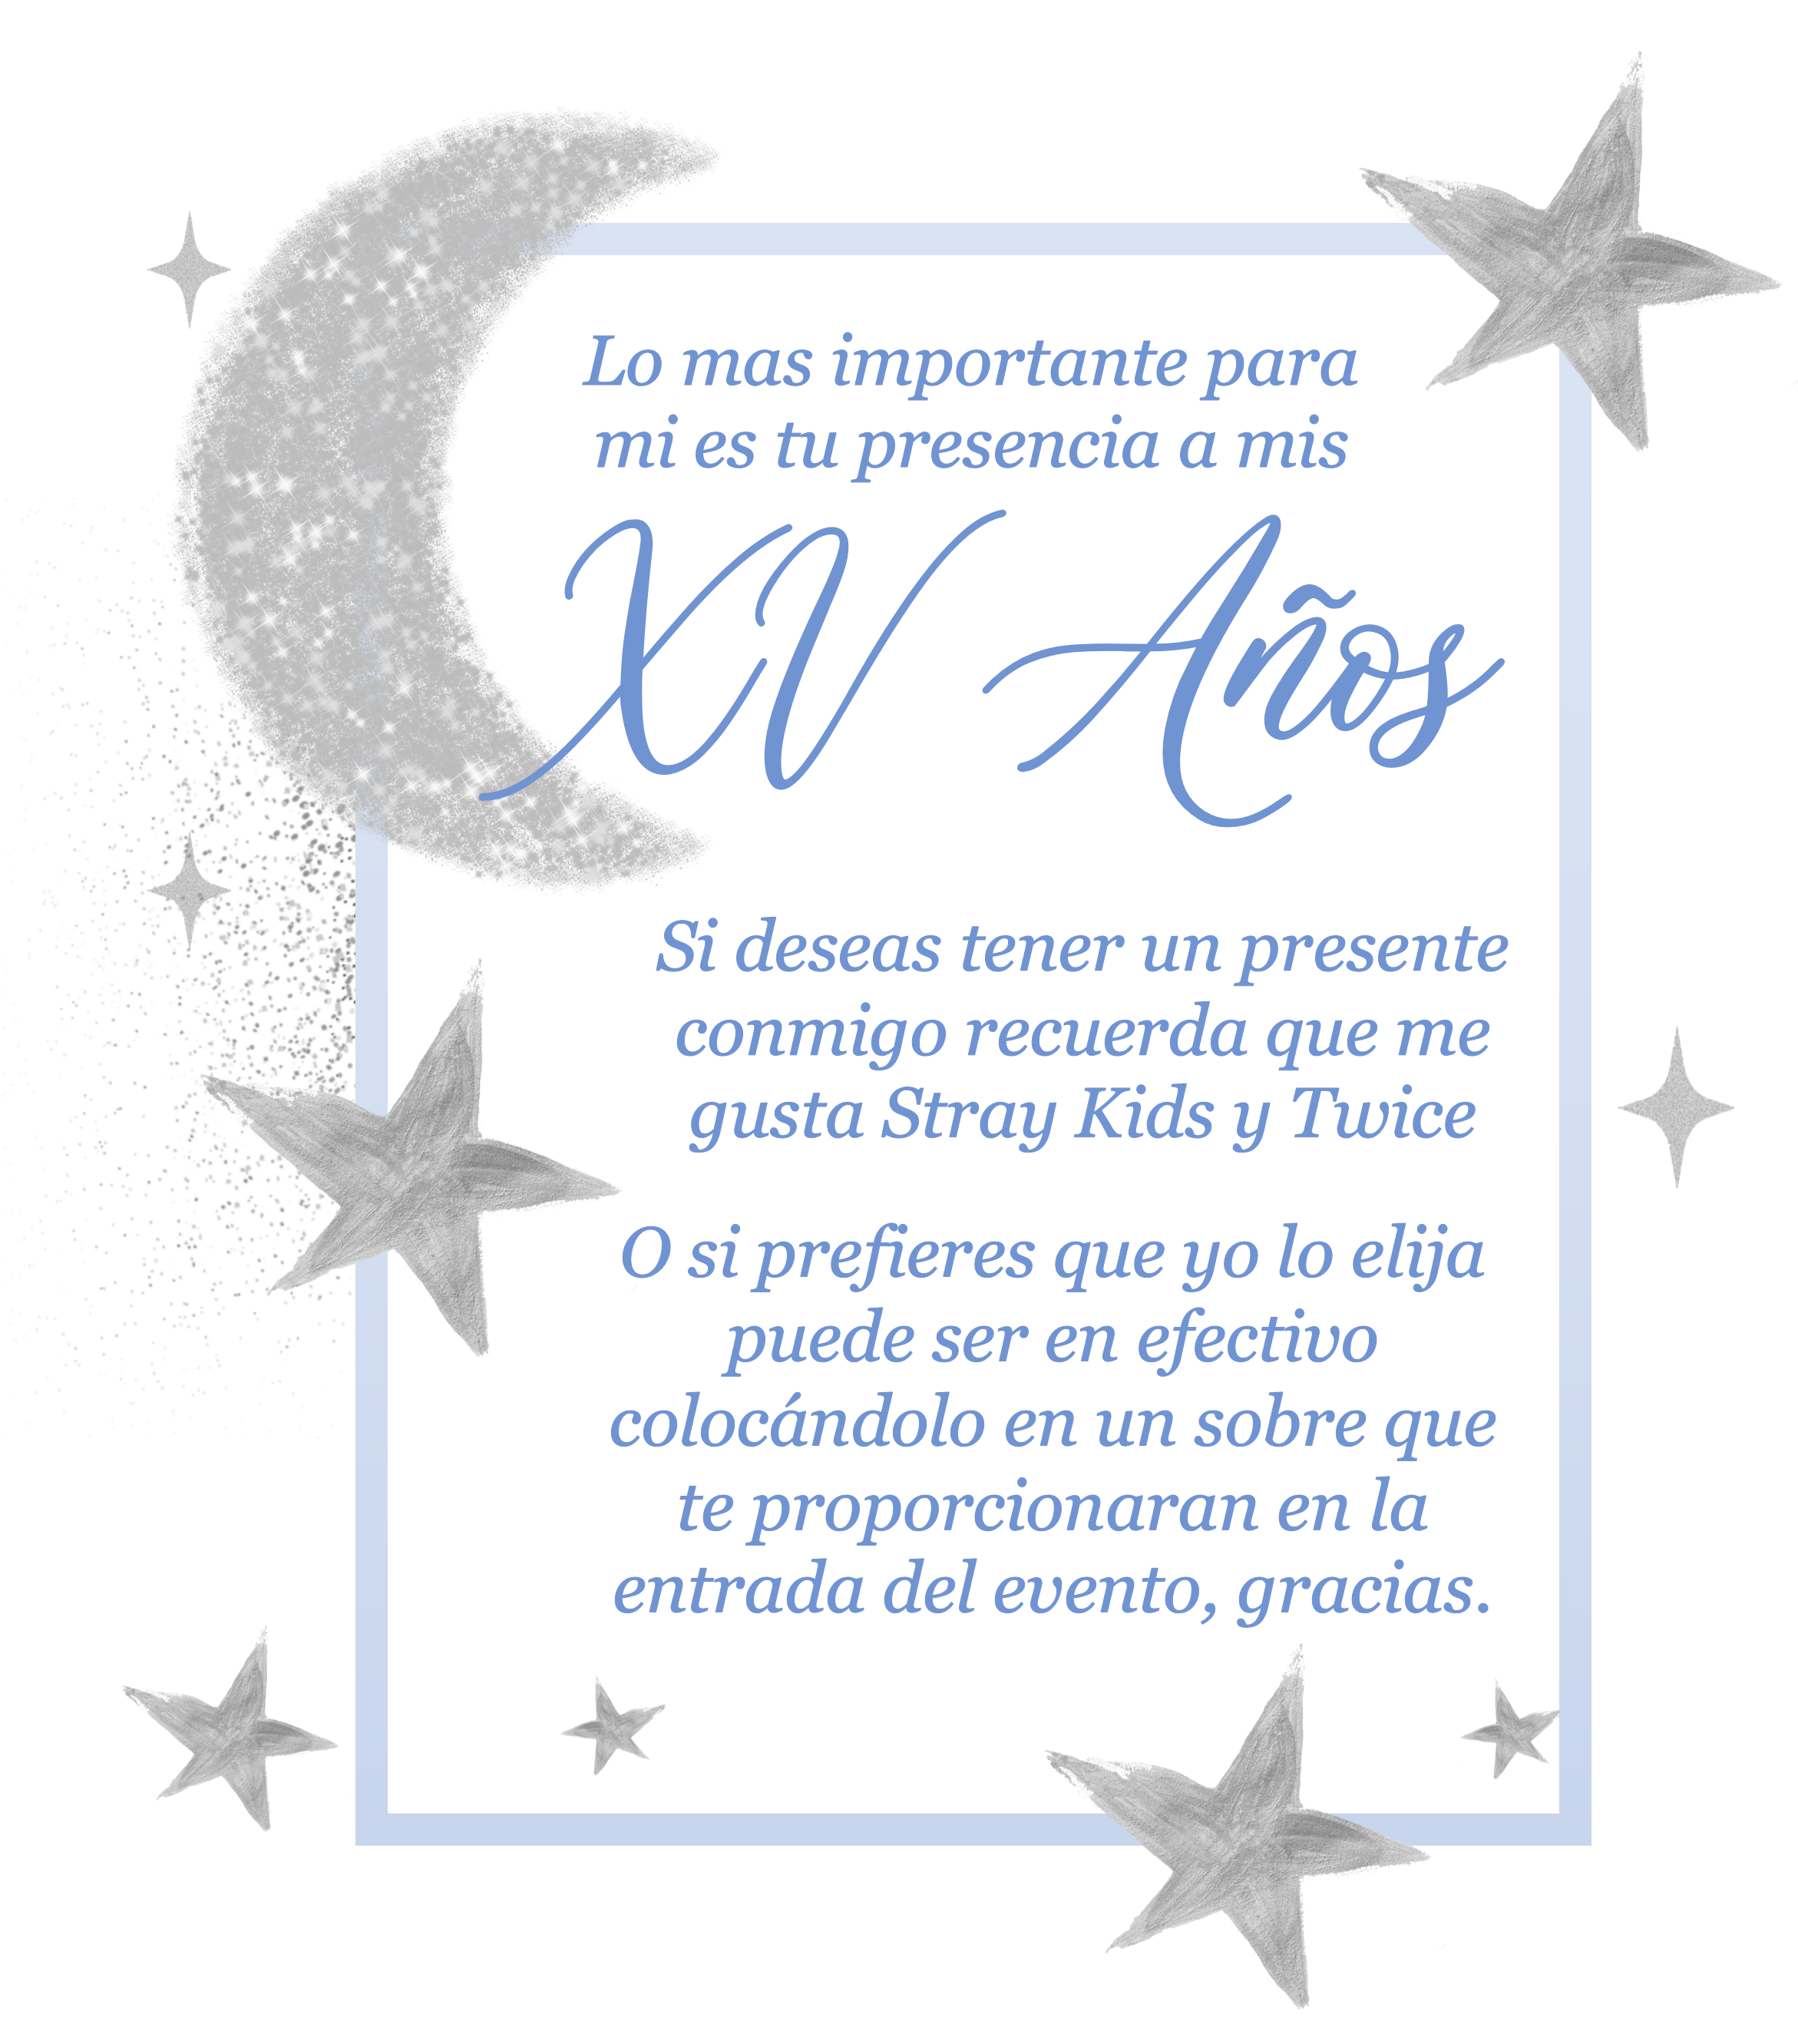 Lo mas importante para
mi es tu presencia a mis
XV Años
Si deseas tener un presente
conmigo recuerda que me
gusta Stray Kids y Twice
O si prefieres que yo lo elija
puede ser en efectivo
colocándolo en un sobre que
te proporcionaran en la
entrada del evento, gracias.